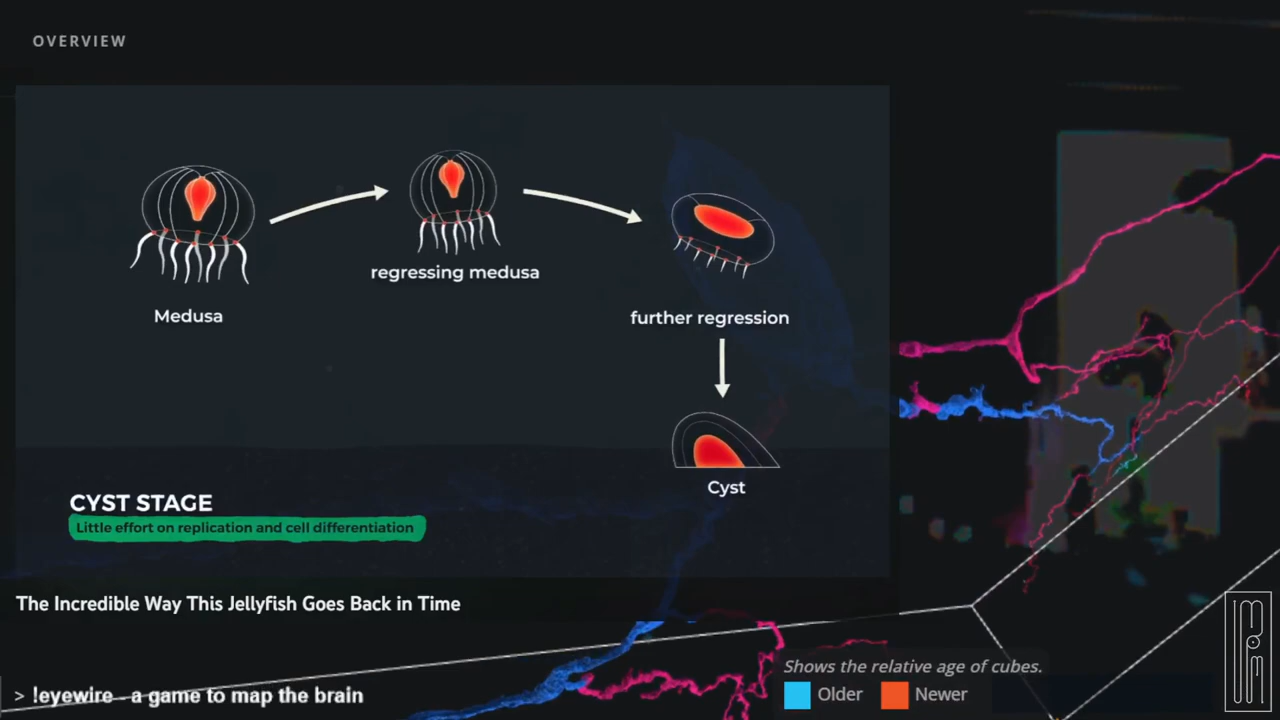 OVERVIEW
Medusa
regressing medusa
further regression
Cyst
CYST STAGE
Little effort on replication and cell differentiation
The Incredible Way This Jellyfish Goes Back in Time
Shows the relative age of cubes.
Older Newer
> !eyewire - a game to map the brain